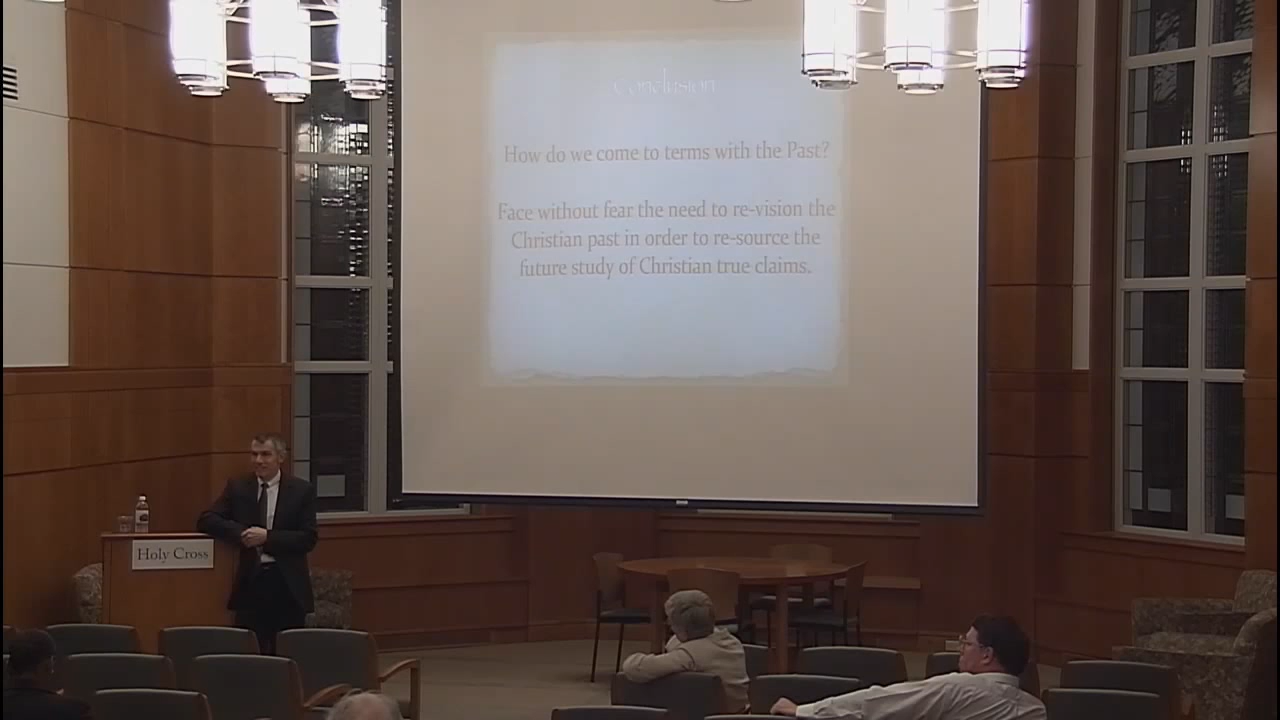 Conclusion
How do we come to terms with the Past?
Face without fear the need to re-vision the
Christian past in order to re-source the
future study of Christian true claims.
Holy Cross